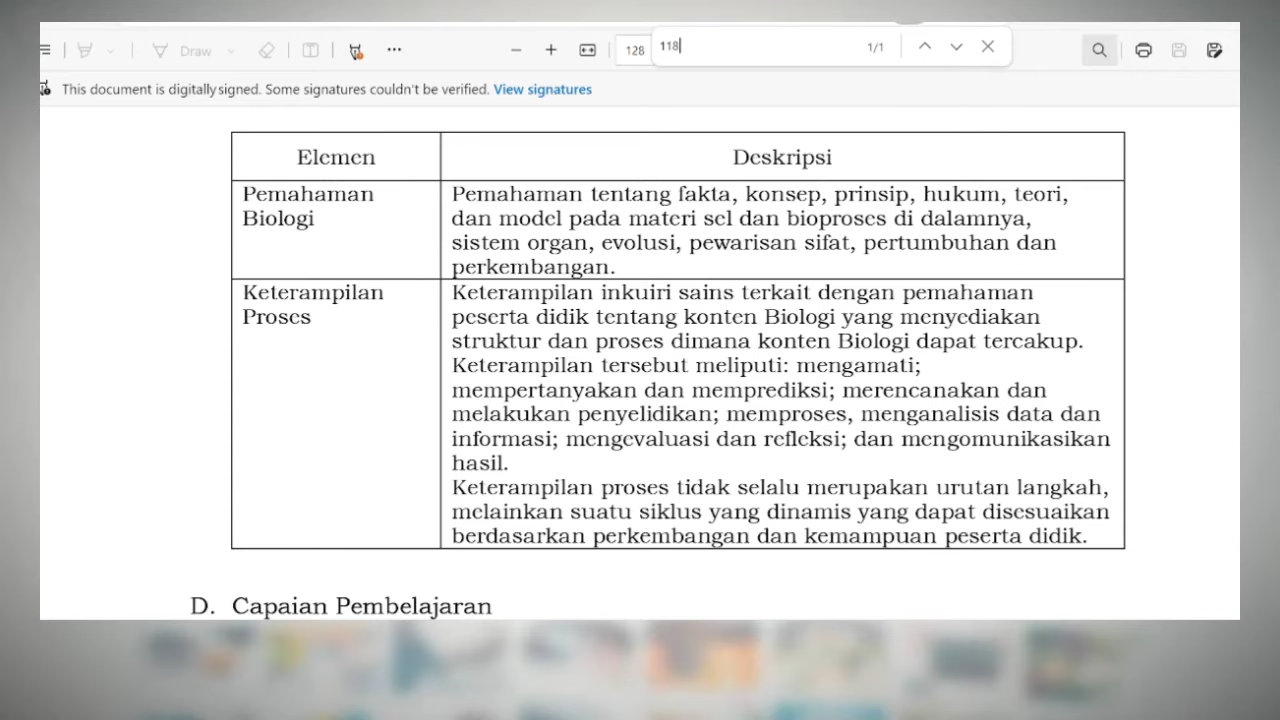 Draw
128
118
1/1
This document is digitally signed. Some signatures couldn't be verified. View signatures
Elemen
Deskripsi
Pemahaman
Biologi
Pemahaman tentang fakta, konsep, prinsip, hukum, teori,
dan model pada materi sel dan bioproses di dalamnya,
sistem organ, evolusi, pewarisan sifat, pertumbuhan dan
perkembangan.
Keterampilan
Proses
Keterampilan inkuiri sains terkait dengan pemahaman
peserta didik tentang konten Biologi yang menyediakan
struktur dan proses dimana konten Biologi dapat tercakup.
Keterampilan tersebut meliputi: mengamati;
mempertanyakan dan memprediksi; merencanakan dan
melakukan penyelidikan; memproses, menganalisis data dan
informasi; mengevaluasi dan refleksi; dan mengomunikasikan
hasil.
Keterampilan proses tidak selalu merupakan urutan langkah,
melainkan suatu siklus yang dinamis yang dapat disesuaikan
berdasarkan perkembangan dan kemampuan peserta didik.
D. Capaian Pembelajaran